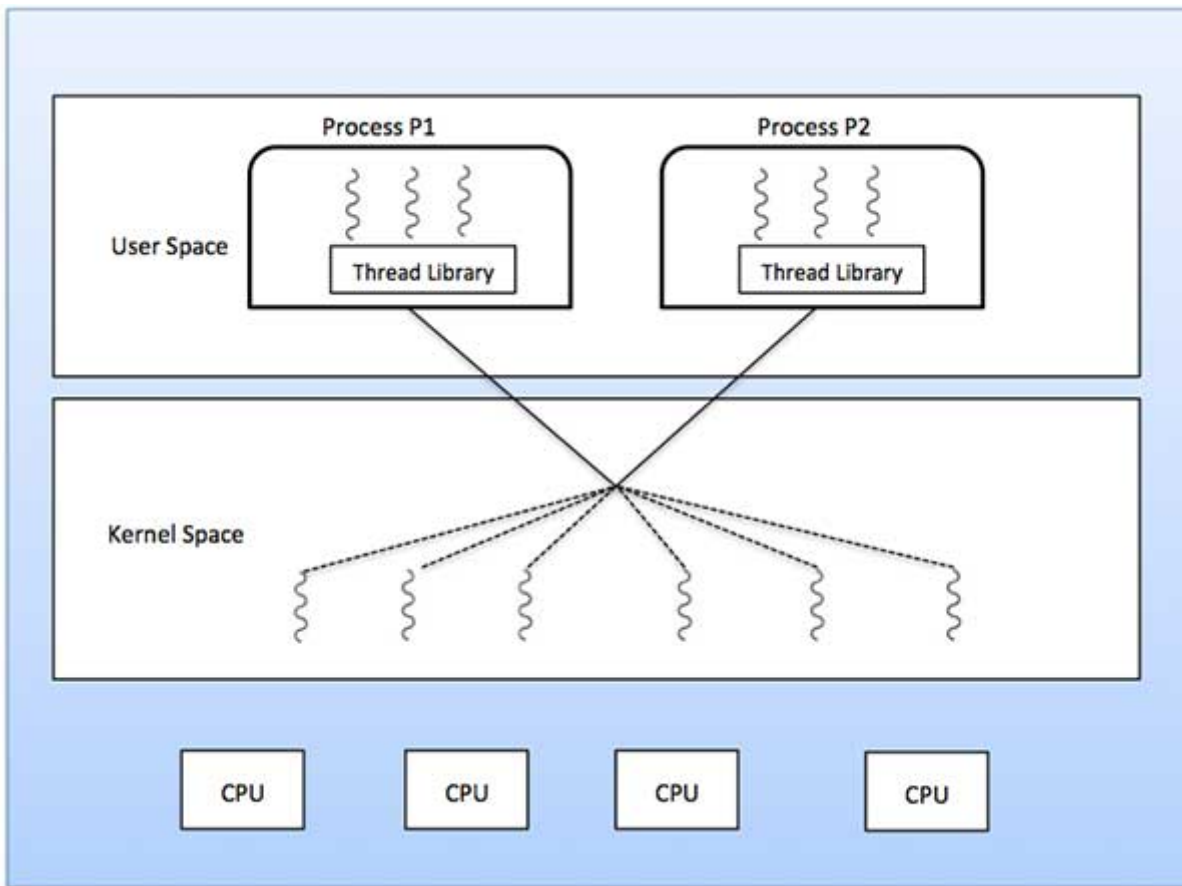 Process P1
Process P2
User Space
Thread Library
Thread Library
Kernel Space
CPU
CPU
CPU
CPU